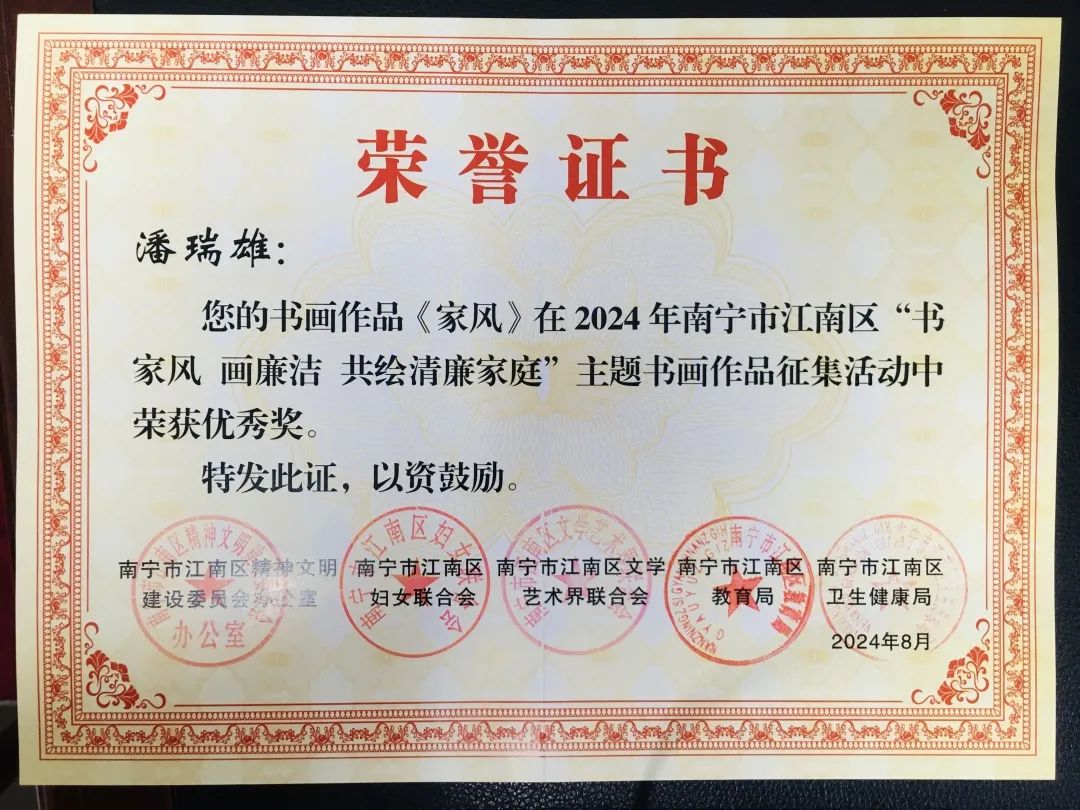 荣誉证书
潘瑞雄：
您的书画作品《家风》在2024年南宁市江南区“书
家风 画廉洁 共绘清廉家庭”主题书画作品征集活动中
荣获优秀奖。
特发此证，以资鼓励。
南宁市江南区精神文明
建设委员会办公室
南宁市江南区
妇女联合会
南宁市江南区文学
艺术界联合会
南宁市江南区
教育局
南宁市江南区
卫生健康局
2024年8月
办公室